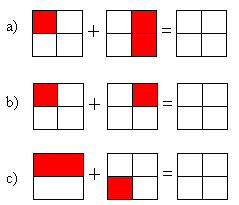 a) + =
b) + =
c) + =